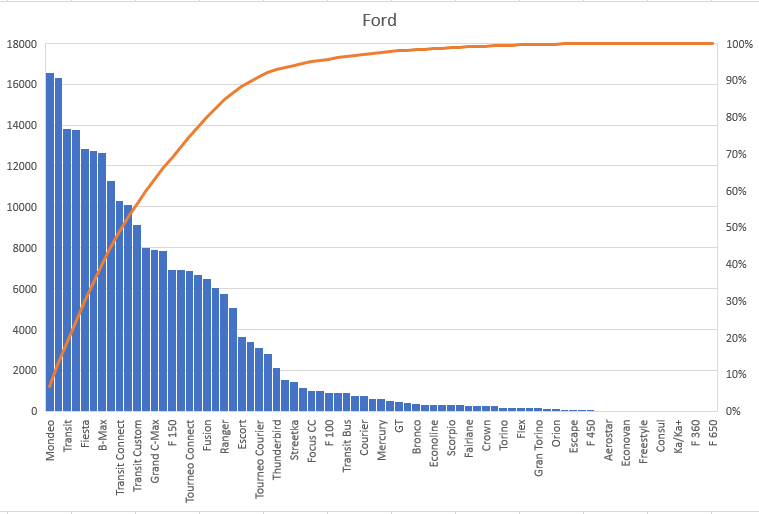 Ford
18000
16000
14000
12000
10000
8000
6000
4000
2000
0
100%
90%
80%
70%
60%
50%
40%
30%
20%
10%
0%
Mondeo
Transit
Fiesta
B-Max
Transit Connect
Transit Custom
Grand C-Max
F 150
Tourneo Connect
Fusion
Ranger
Escort
Tourneo Courier
Thunderbird
Streetka
Focus CC
F 100
Transit Bus
Courier
Mercury
GT
Bronco
Econoline
Scorpio
Fairlane
Crown
Torino
Flex
Gran Torino
Orion
Escape
F 450
Aerostar
Econovan
Freestyle
Consul
Ka/Ka+
F 360
F 650